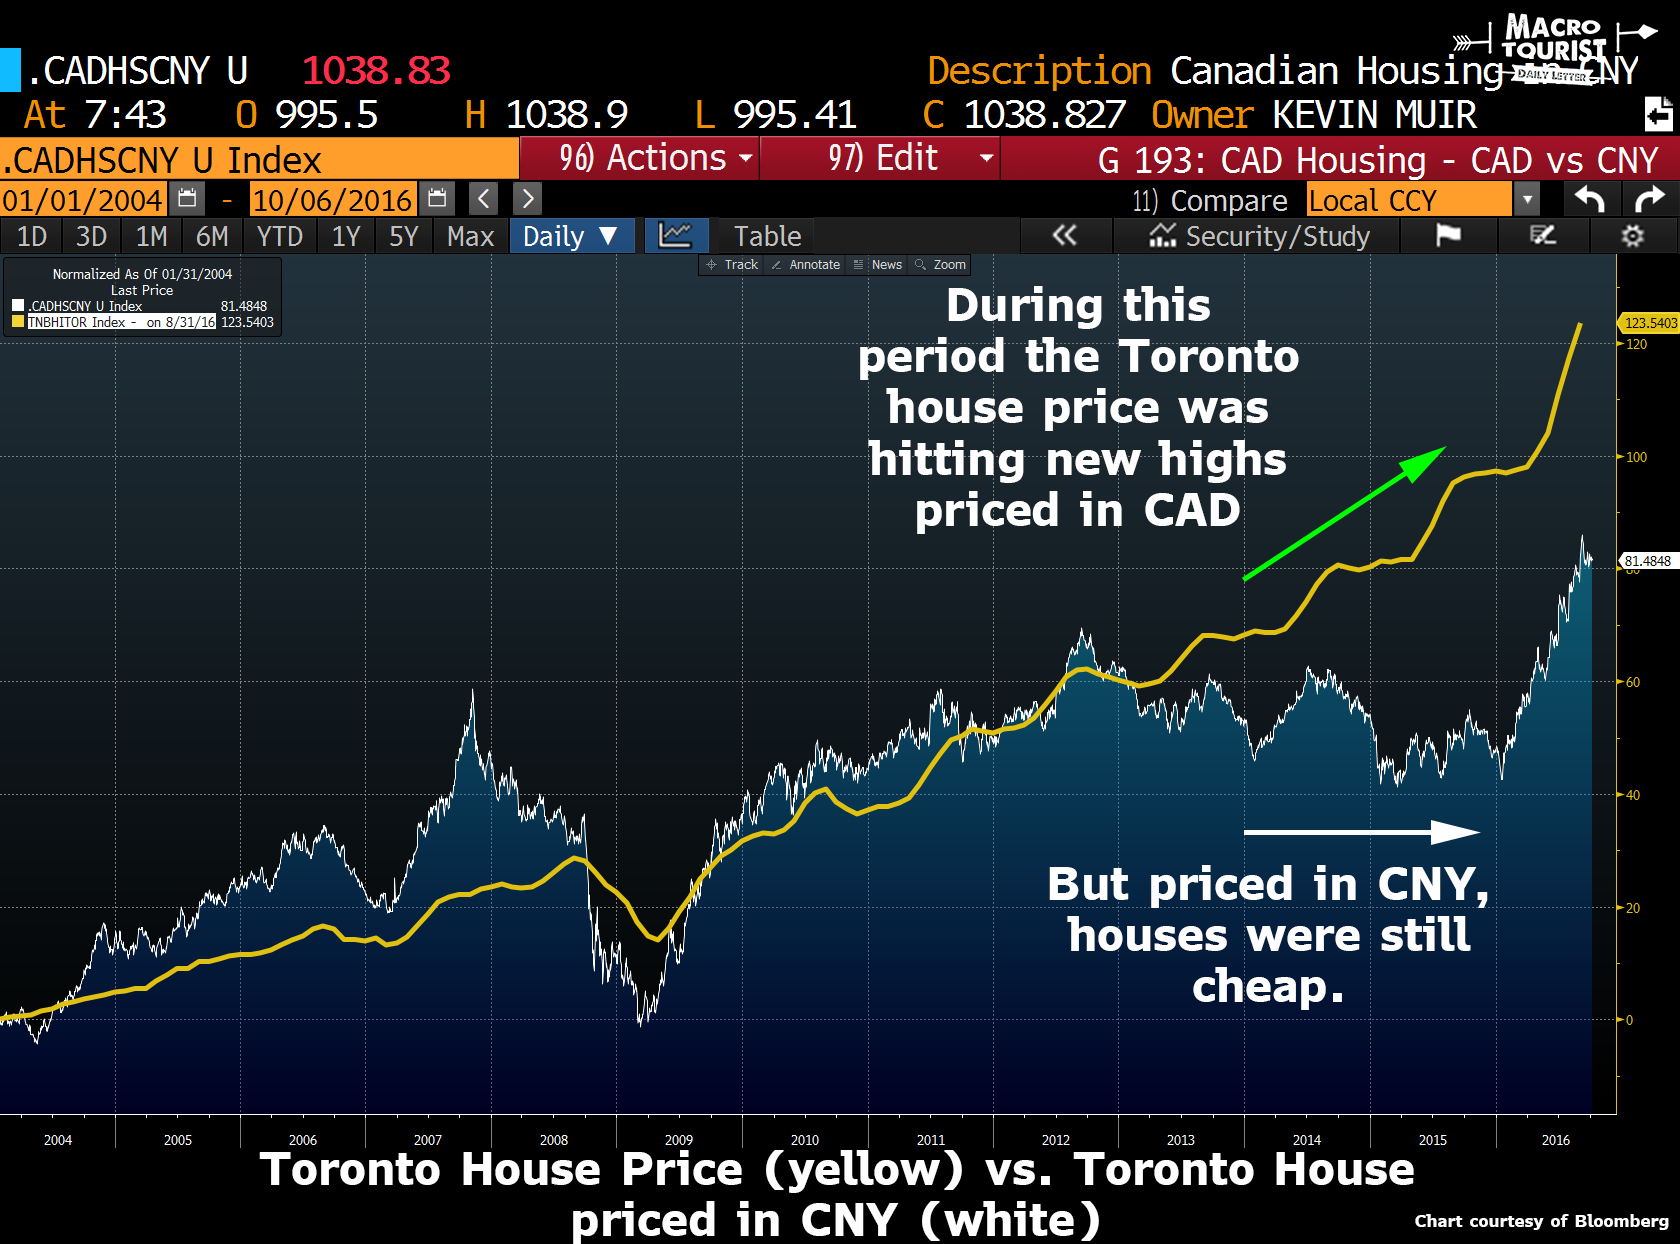 MACRO
TOURIST
DAILY LETTER
.CADHSCNY U 1038.83 Description Canadian Housing in CNY
At 7:43 O 995.5 H 1038.9 L 995.41 C 1038.827 Owner KEVIN MUIR
.CADHSCNY U Index 96) Actions 97) Edit G 193: CAD Housing - CAD vs CNY
01/01/2004 - 10/06/2016 < > 11) Compare Local CCY
1D 3D 1M 6M YTD 1Y 5Y Max Daily ▼ Table « Security/Study
Track Annotate News Zoom
Normalized As Of 01/31/2004
Last Price
.CADHSCNY U Index 81.4848
TNBHITOR Index - on 8/31/16 123.5403
During this
period the Toronto
house price was
hitting new highs
priced in CAD
123.5403
120
100
81.4848
80
60
40
20
0
But priced in CNY,
houses were still
cheap.
2004 2005 2006 2007 2008 2009 2010 2011 2012 2013 2014 2015 2016
Toronto House Price (yellow) vs. Toronto House
priced in CNY (white)
Chart courtesy of Bloomberg